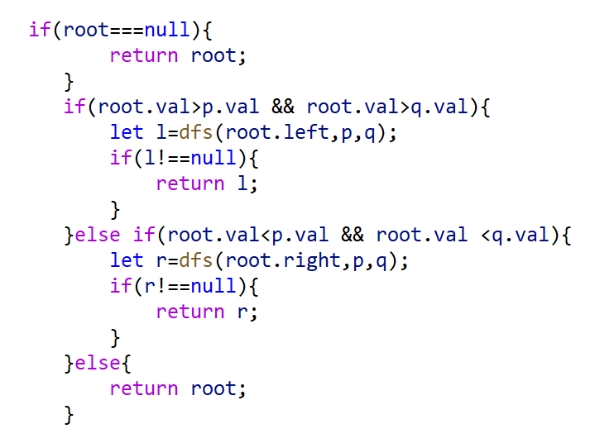 if(root===null){
        return root;
    }
    if(root.val>p.val && root.val>q.val){
        let l=dfs(root.left,p,q);
        if(l!==null){
            return l;
        }
    }else if(root.val<p.val && root.val <q.val){
        let r=dfs(root.right,p,q);
        if(r!==null){
            return r;
        }
    }else{
        return root;
    }